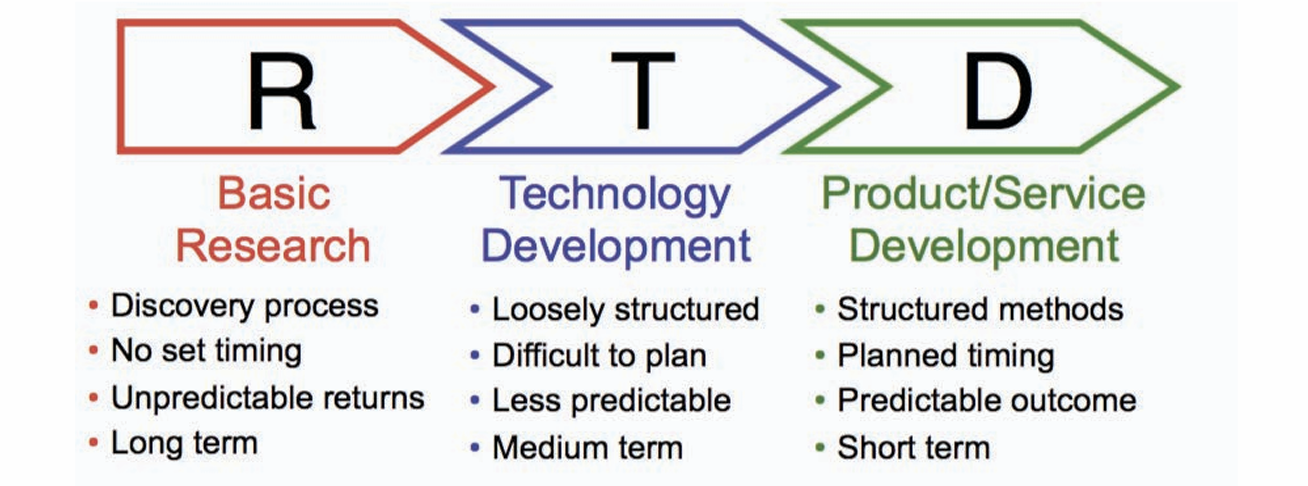 R
T
D
Basic
Research
• Discovery process
• No set timing
• Unpredictable returns
• Long term
Technology
Development
• Loosely structured
• Difficult to plan
• Less predictable
• Medium term
Product/Service
Development
• Structured methods
• Planned timing
• Predictable outcome
• Short term